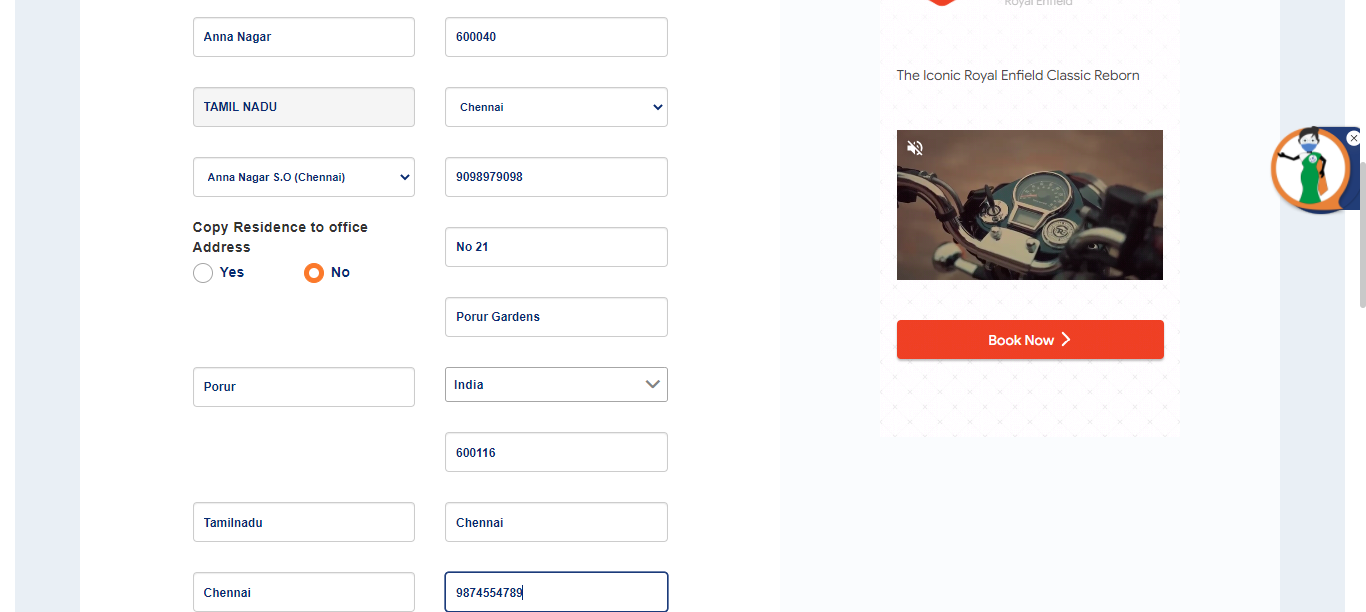 Royal Enfield
Anna Nagar
600040
The Iconic Royal Enfield Classic Reborn
TAMIL NADU
Chennai
Anna Nagar S.O (Chennai)
9098979098
Copy Residence to office
Address
Yes
No
No 21
Porur Gardens
Book Now
Porur
India
600116
Tamilnadu
Chennai
Chennai
9874554789